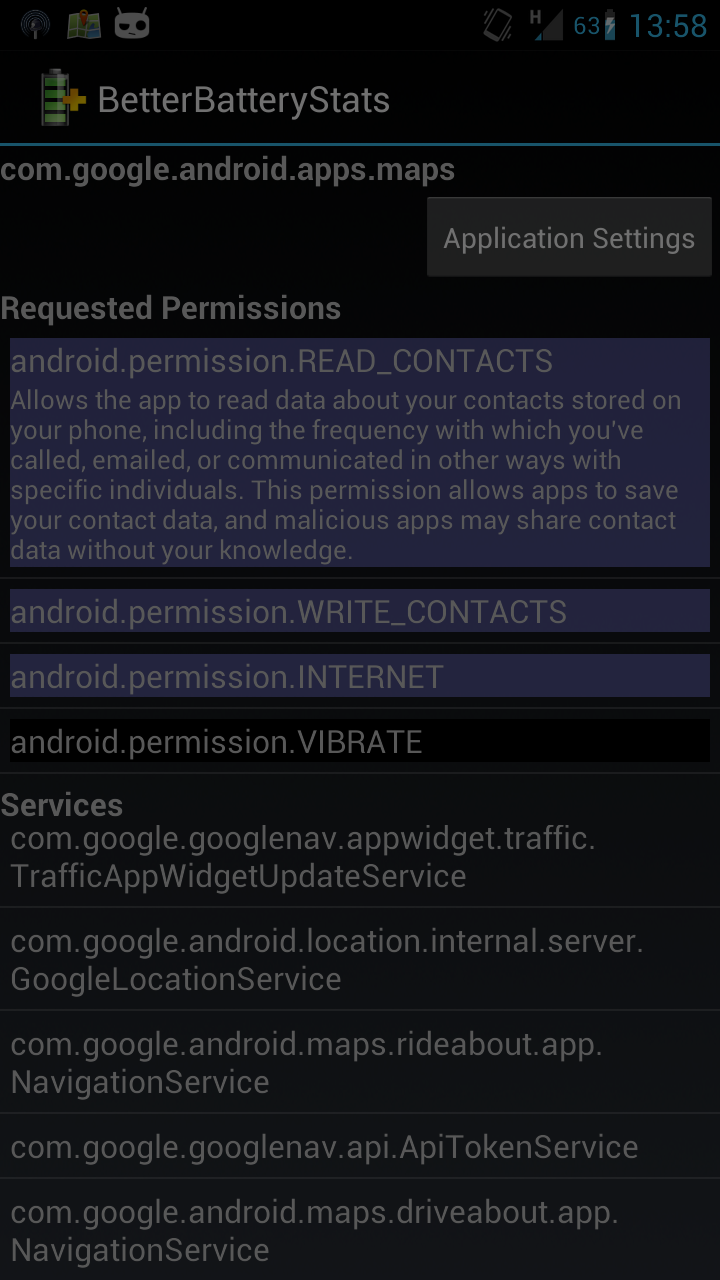 H 63 13:58
BetterBatteryStats
com.google.android.apps.maps
Application Settings
Requested Permissions
android.permission.READ_CONTACTS
Allows the app to read data about your contacts stored on
your phone, including the frequency with which you've
called, emailed, or communicated in other ways with
specific individuals. This permission allows apps to save
your contact data, and malicious apps may share contact
data without your knowledge.
android.permission.WRITE_CONTACTS
android.permission.INTERNET
android.permission.VIBRATE
Services
com.google.googlenav.appwidget.traffic.
TrafficAppWidgetUpdateService
com.google.android.location.internal.server.
GoogleLocationService
com.google.android.maps.rideabout.app.
NavigationService
com.google.googlenav.api.ApiTokenService
com.google.android.maps.driveabout.app.
NavigationService